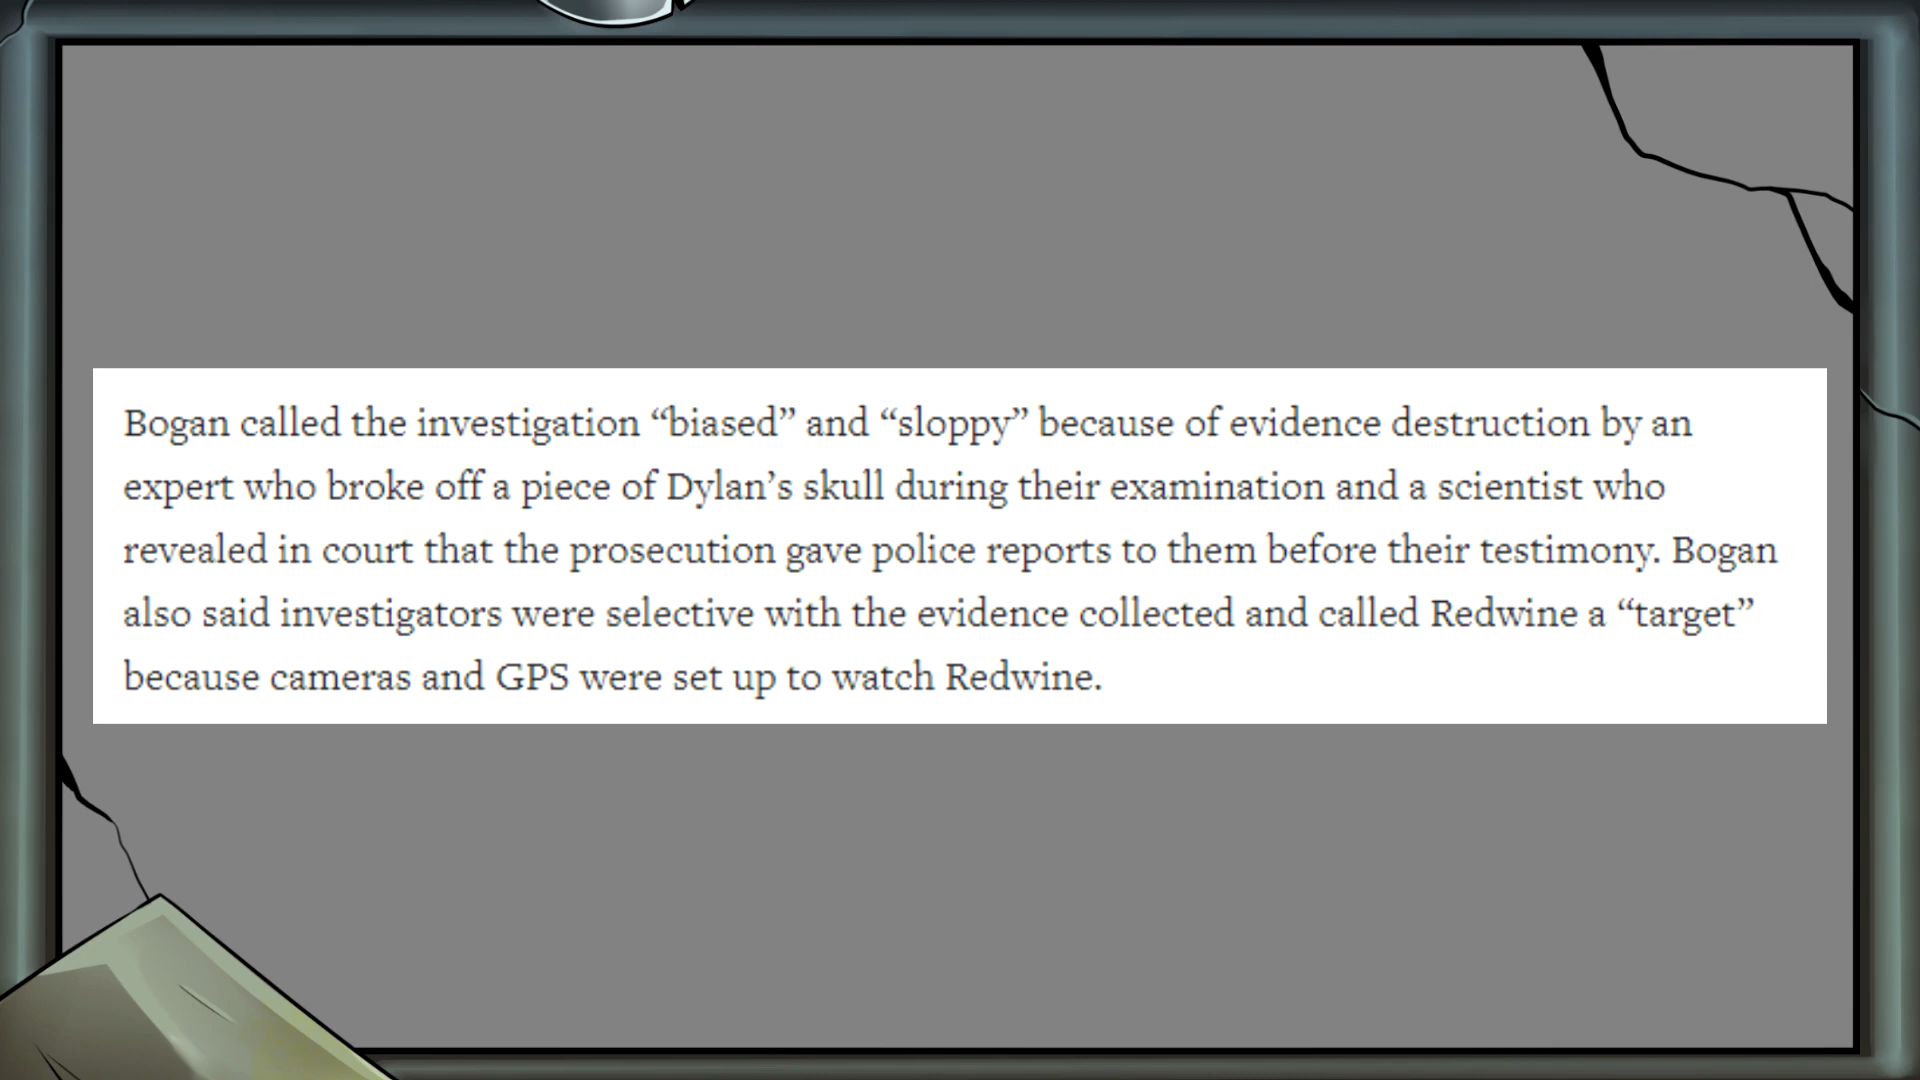 Bogan called the investigation “biased” and “sloppy” because of evidence destruction by an
expert who broke off a piece of Dylan’s skull during their examination and a scientist who
revealed in court that the prosecution gave police reports to them before their testimony. Bogan
also said investigators were selective with the evidence collected and called Redwine a “target”
because cameras and GPS were set up to watch Redwine.